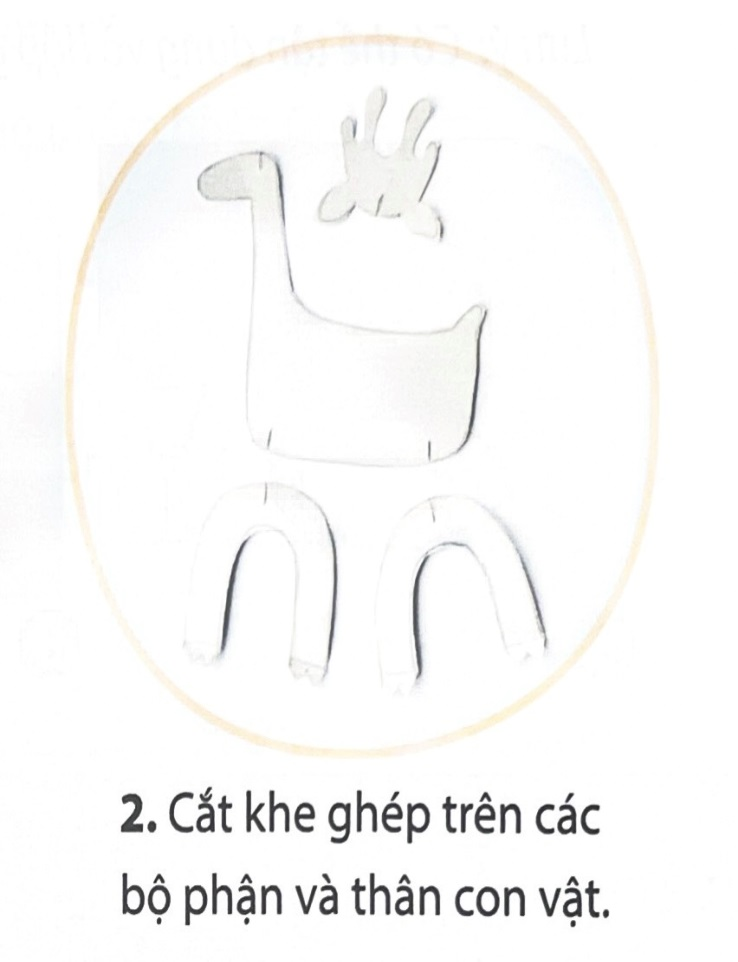 2. Cắt khe ghép trên các
bộ phận và thân con vật.